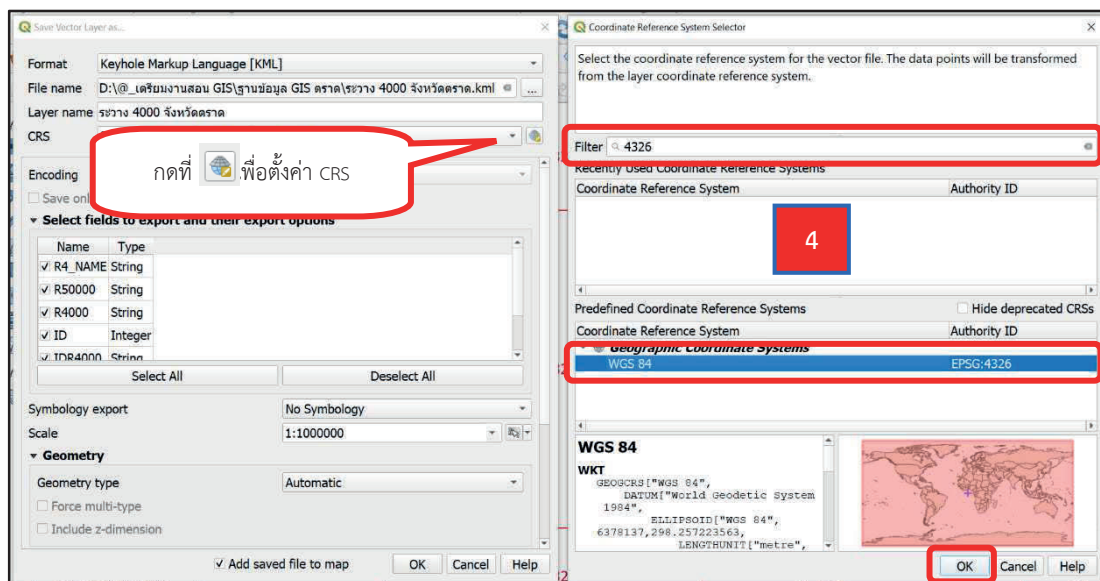 Save Vector Layer as...
Format Keyhole Markup Language [KML]
File name D:\@_เตรียมงานสอน GIS\ฐานข้อมูล GIS ตราด\ระวาง 4000 จังหวัดตราด.kml ...
Layer name ระวาง 4000 จังหวัดตราด
CRS
กดที่ เพื่อตั้งค่า CRS
Encoding
Save onl
Select fields to export and their export options
Name Type
R4_NAME String
R50000 String
R4000 String
ID Integer
IDR4000 String
Select All Deselect All
Symbology export No Symbology
Scale 1:1000000
Geometry
Geometry type Automatic
Force multi-type
Include z-dimension
Add saved file to map OK Cancel Help
Coordinate Reference System Selector
Select the coordinate reference system for the vector file. The data points will be transformed
from the layer coordinate reference system.
Filter 4326
Recently Used Coordinate Reference Systems
Coordinate Reference System Authority ID
4
Predefined Coordinate Reference Systems Hide deprecated CRSs
Coordinate Reference System Authority ID
Geographic Coordinate Systems
WGS 84 EPSG:4326
WGS 84
WKT
GEOGCRS["WGS 84",
DATUM["World Geodetic System
1984",
ELLIPSOID["WGS 84",
6378137,298.257223563,
LENGTHUNIT["metre",
OK Cancel Help